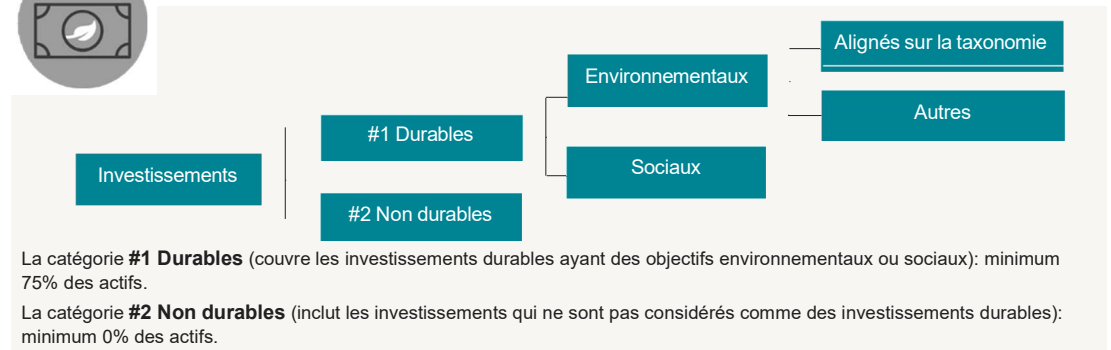 Alignés sur la taxonomie
Environnementaux
Autres
#1 Durables
Investissements
Sociaux
#2 Non durables
La catégorie #1 Durables (couvre les investissements durables ayant des objectifs environnementaux ou sociaux): minimum
75% des actifs.
La catégorie #2 Non durables (inclut les investissements qui ne sont pas considérés comme des investissements durables):
minimum 0% des actifs.